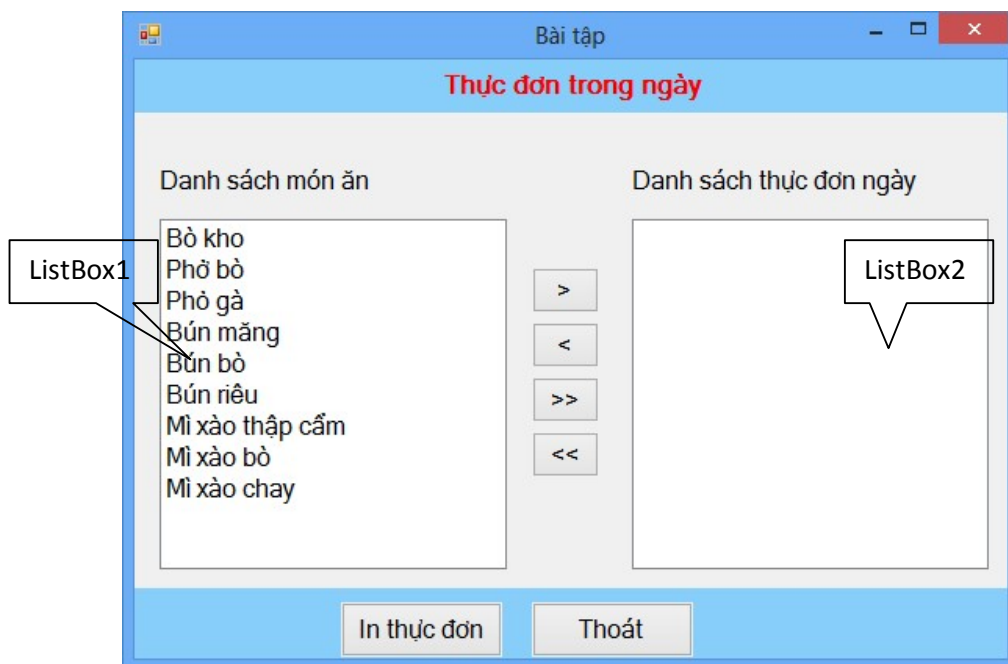 Bài tập
Thực đơn trong ngày
Danh sách món ăn
Danh sách thực đơn ngày
ListBox1
ListBox2
Bò kho
Phở bò
Phỏ gà
Bún măng
Bún bò
Bún riêu
Mì xào thập cẩm
Mì xào bò
Mì xào chay
>
<
>>
<<
In thực đơn
Thoát